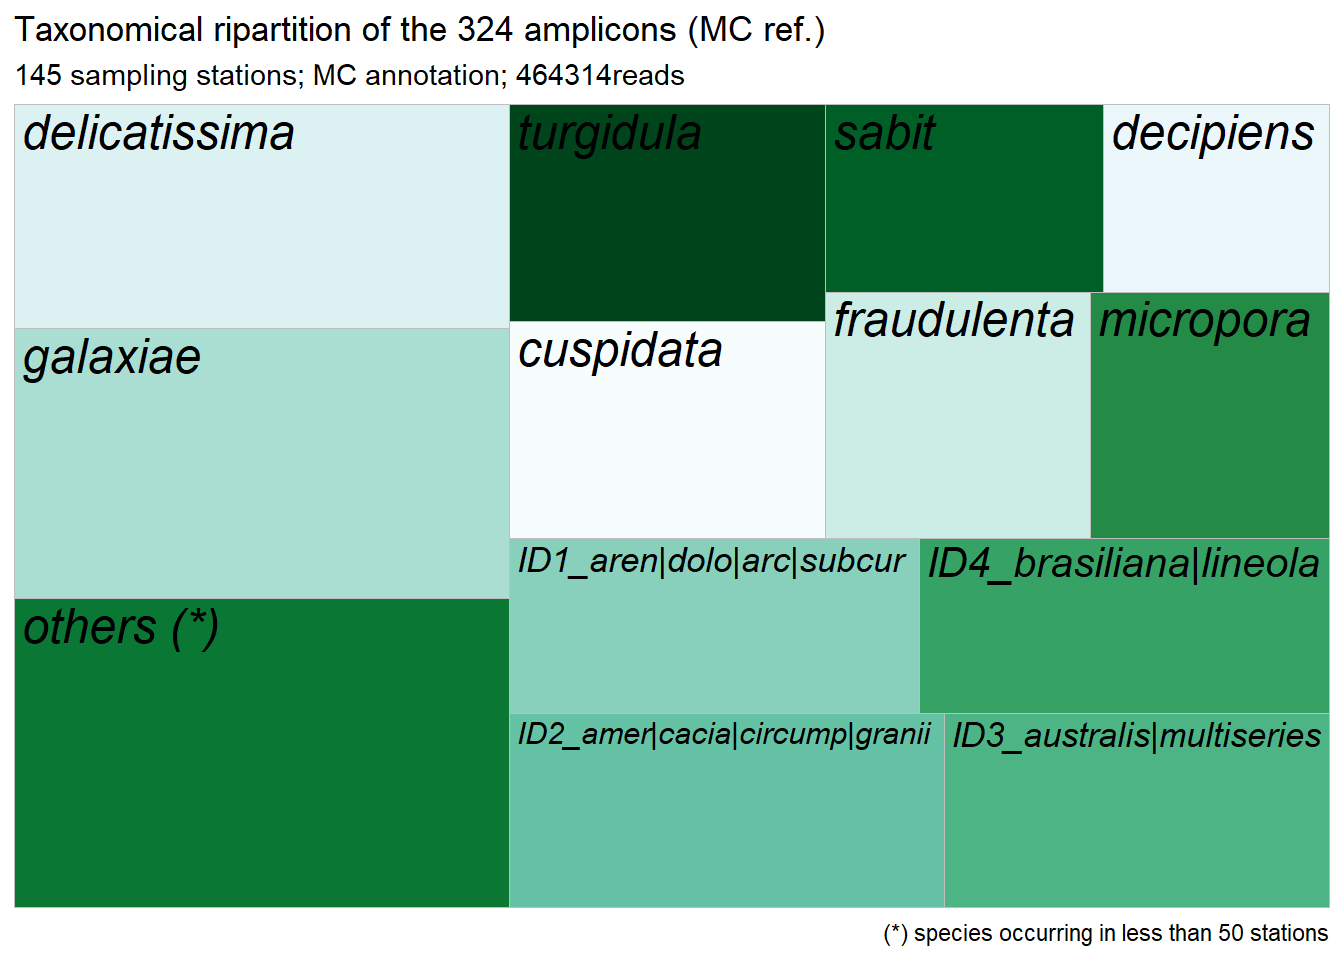 Taxonomical ripartition of the 324 amplicons (MC ref.)
145 sampling stations; MC annotation; 464314reads
delicatissima
turgidula
sabit
decipiens
fraudulenta
micropora
galaxiae
cuspidata
ID1_aren|dolo|arc|subcur
ID4_brasiliana|lineola
others (*)
ID2_amer|cacia|circump|granii
ID3_australis|multiseries
(*) species occurring in less than 50 stations